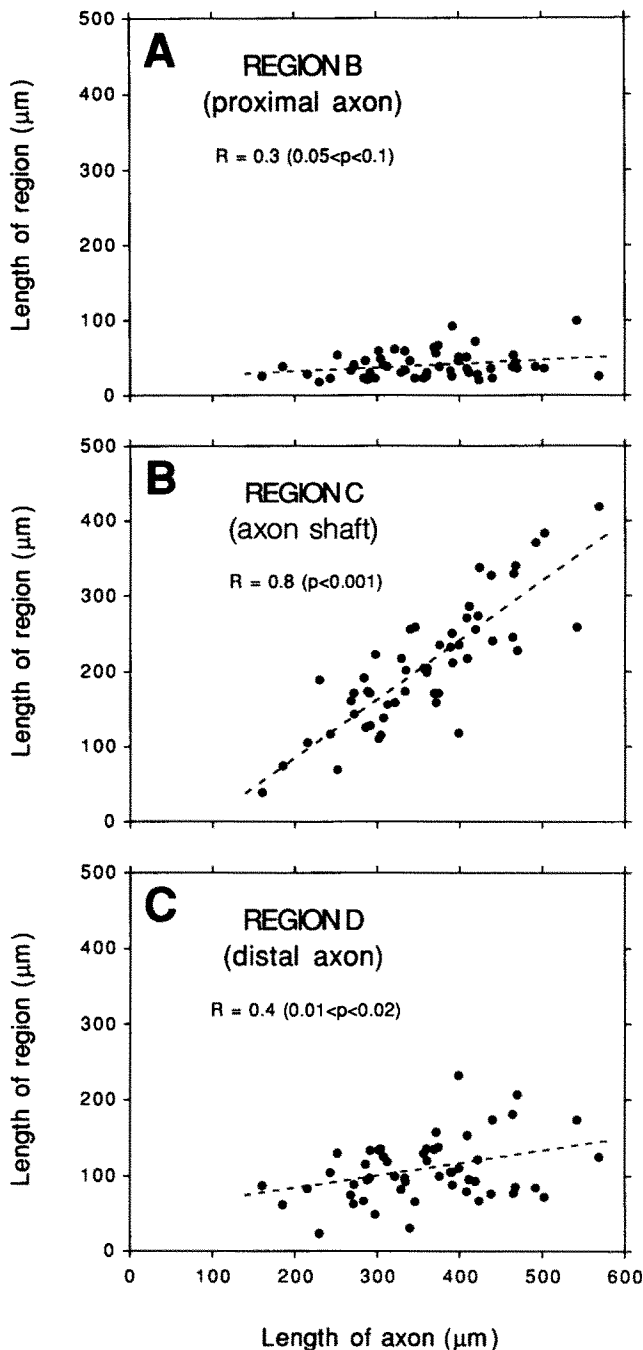 A
REGION B
(proximal axon)
R = 0.3 (0.05<p<0.1)
500
400
300
200
100
0
Length of region (µm)
B
REGION C
(axon shaft)
R = 0.8 (p<0.001)
500
400
300
200
100
0
Length of region (µm)
C
REGION D
(distal axon)
R = 0.4 (0.01<p<0.02)
500
400
300
200
100
0
Length of region (µm)
0 100 200 300 400 500 600
Length of axon (µm)